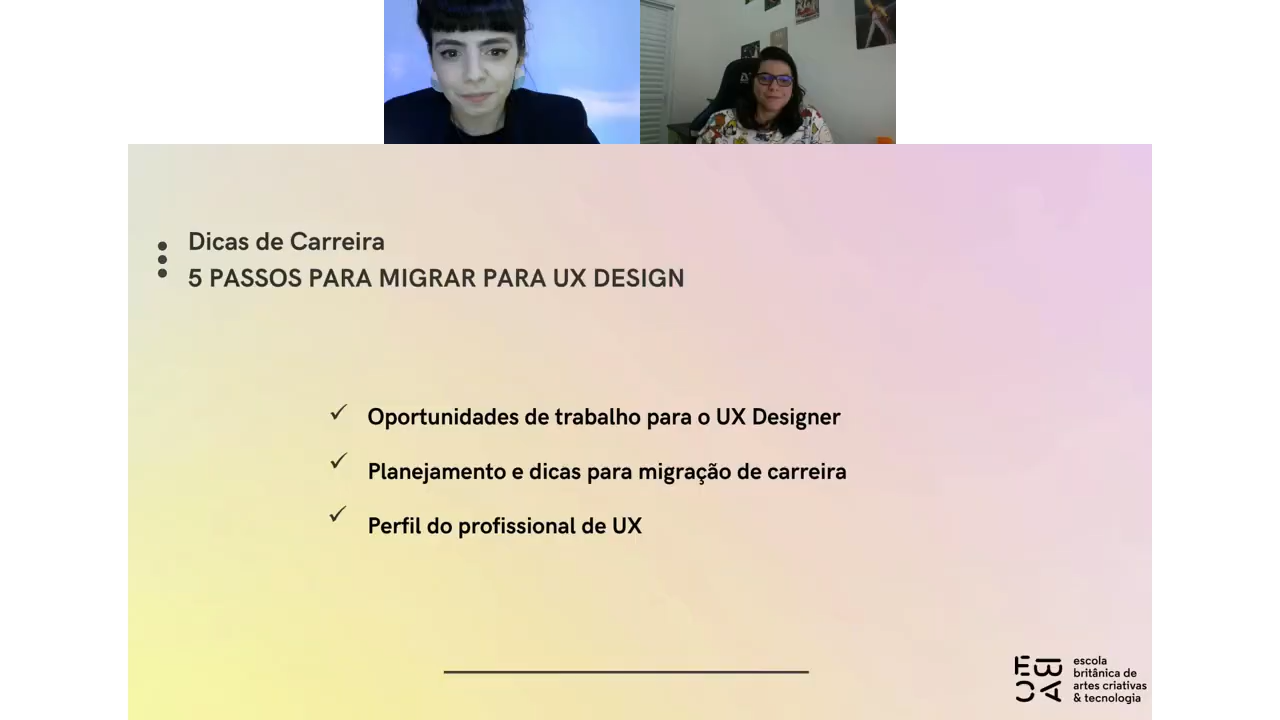 Dicas de Carreira
5 PASSOS PARA MIGRAR PARA UX DESIGN
Oportunidades de trabalho para o UX Designer
Planejamento e dicas para migração de carreira
Perfil do profissional de UX
EBAC
escola
britânica de
artes criativas
& tecnologia